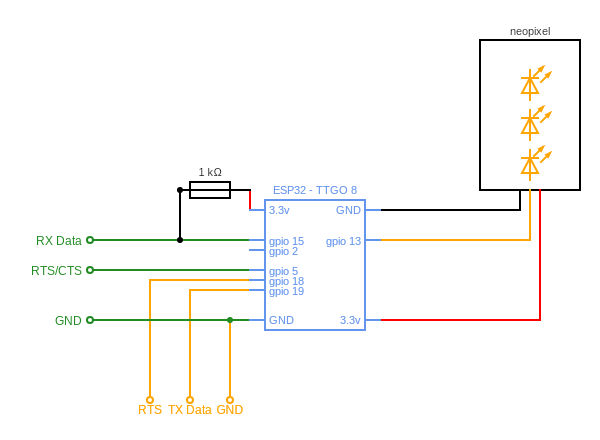 neopixel
1 kΩ
ESP32 - TTGO 8
3.3v
GND
RX Data
gpio 15
gpio 13
gpio 2
RTS/CTS
gpio 5
gpio 18
gpio 19
GND
GND
3.3v
RTS
TX Data
GND